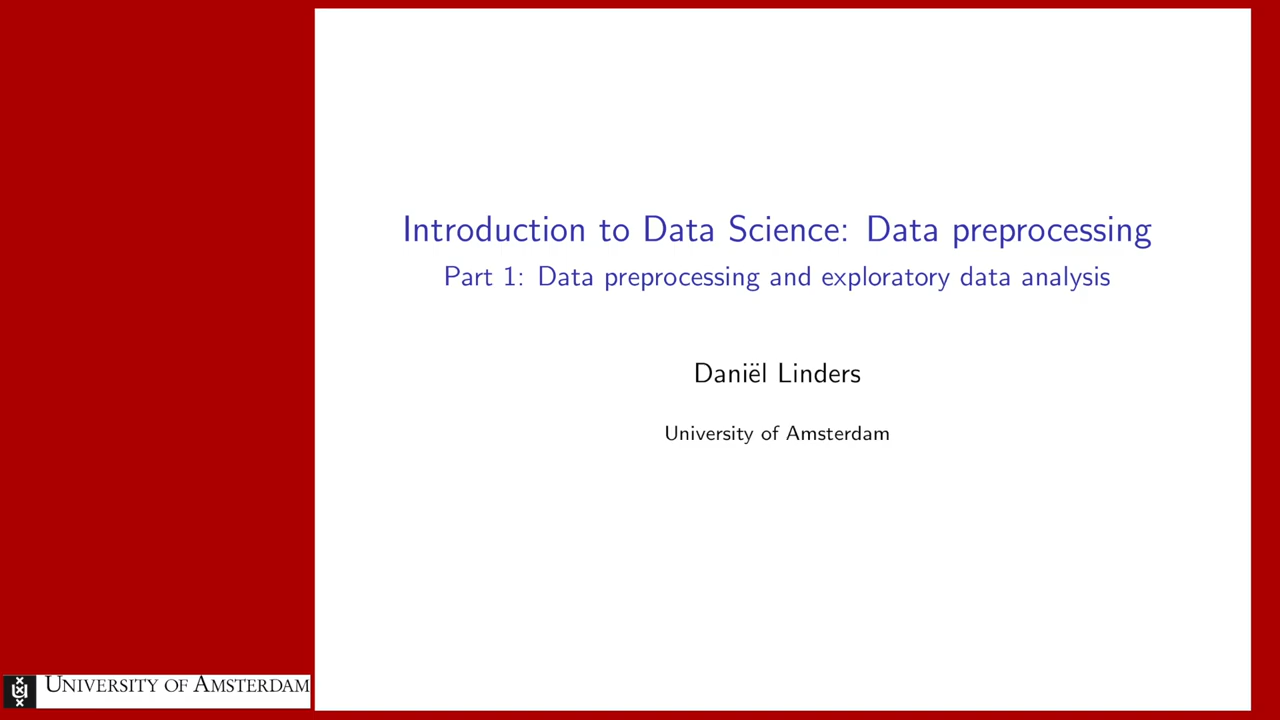 Introduction to Data Science: Data preprocessing
Part 1: Data preprocessing and exploratory data analysis
Daniël Linders
University of Amsterdam
UNIVERSITY OF AMSTERDAM